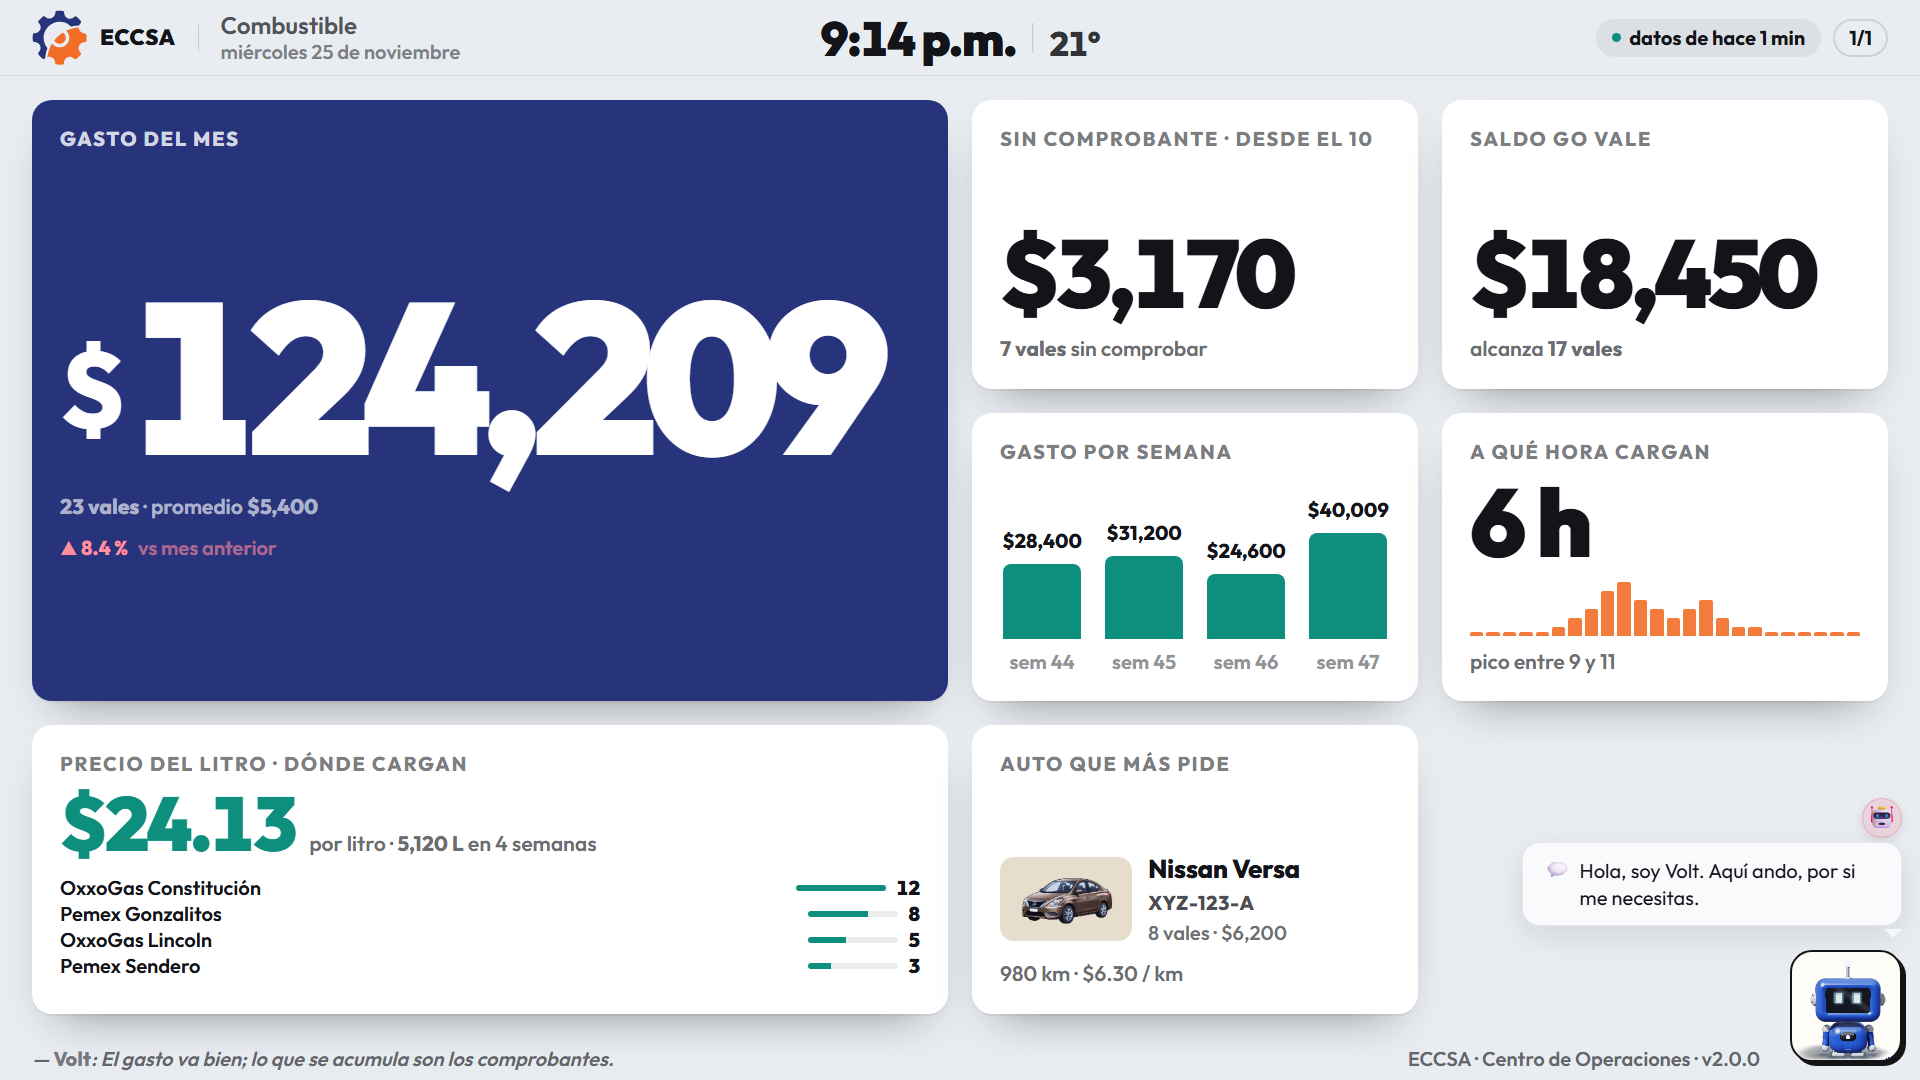 ECCSA
Combustible
miércoles 25 de noviembre
9:14 p.m.
21°
datos de hace 1 min
1/1
GASTO DEL MES
$124,209
23 vales · promedio $5,400
▲ 8.4 % vs mes anterior
SIN COMPROBANTE · DESDE EL 10
$3,170
7 vales sin comprobar
SALDO GO VALE
$18,450
alcanza 17 vales
GASTO POR SEMANA
$28,400
$31,200
$24,600
$40,009
sem 44
sem 45
sem 46
sem 47
A QUÉ HORA CARGAN
6 h
pico entre 9 y 11
PRECIO DEL LITRO · DÓNDE CARGAN
$24.13 por litro · 5,120 L en 4 semanas
OxxoGas Constitución 12
Pemex Gonzalitos 8
OxxoGas Lincoln 5
Pemex Sendero 3
AUTO QUE MÁS PIDE
Nissan Versa
XYZ-123-A
8 vales · $6,200
980 km · $6.30 / km
Hola, soy Volt. Aquí ando, por si
me necesitas.
— Volt: El gasto va bien; lo que se acumula son los comprobantes.
ECCSA · Centro de Operaciones · v2.0.0